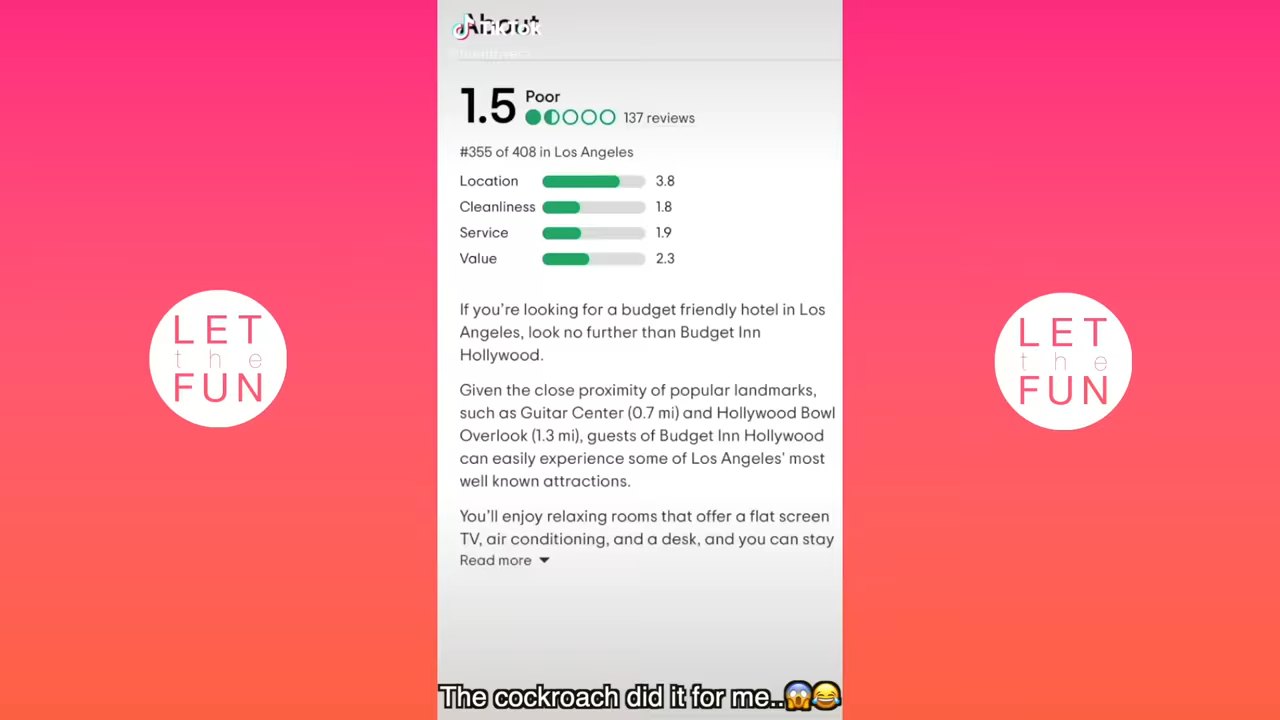 About
TikTok
1.5
Poor
137 reviews
#355 of 408 in Los Angeles
Location 3.8
Cleanliness 1.8
Service 1.9
Value 2.3
If you're looking for a budget friendly hotel in Los
Angeles, look no further than Budget Inn
Hollywood.
Given the close proximity of popular landmarks,
such as Guitar Center (0.7 mi) and Hollywood Bowl
Overlook (1.3 mi), guests of Budget Inn Hollywood
can easily experience some of Los Angeles' most
well known attractions.
You'll enjoy relaxing rooms that offer a flat screen
TV, air conditioning, and a desk, and you can stay
Read more
The cockroach did it for me..😱😂
LET
the
FUN
LET
the
FUN